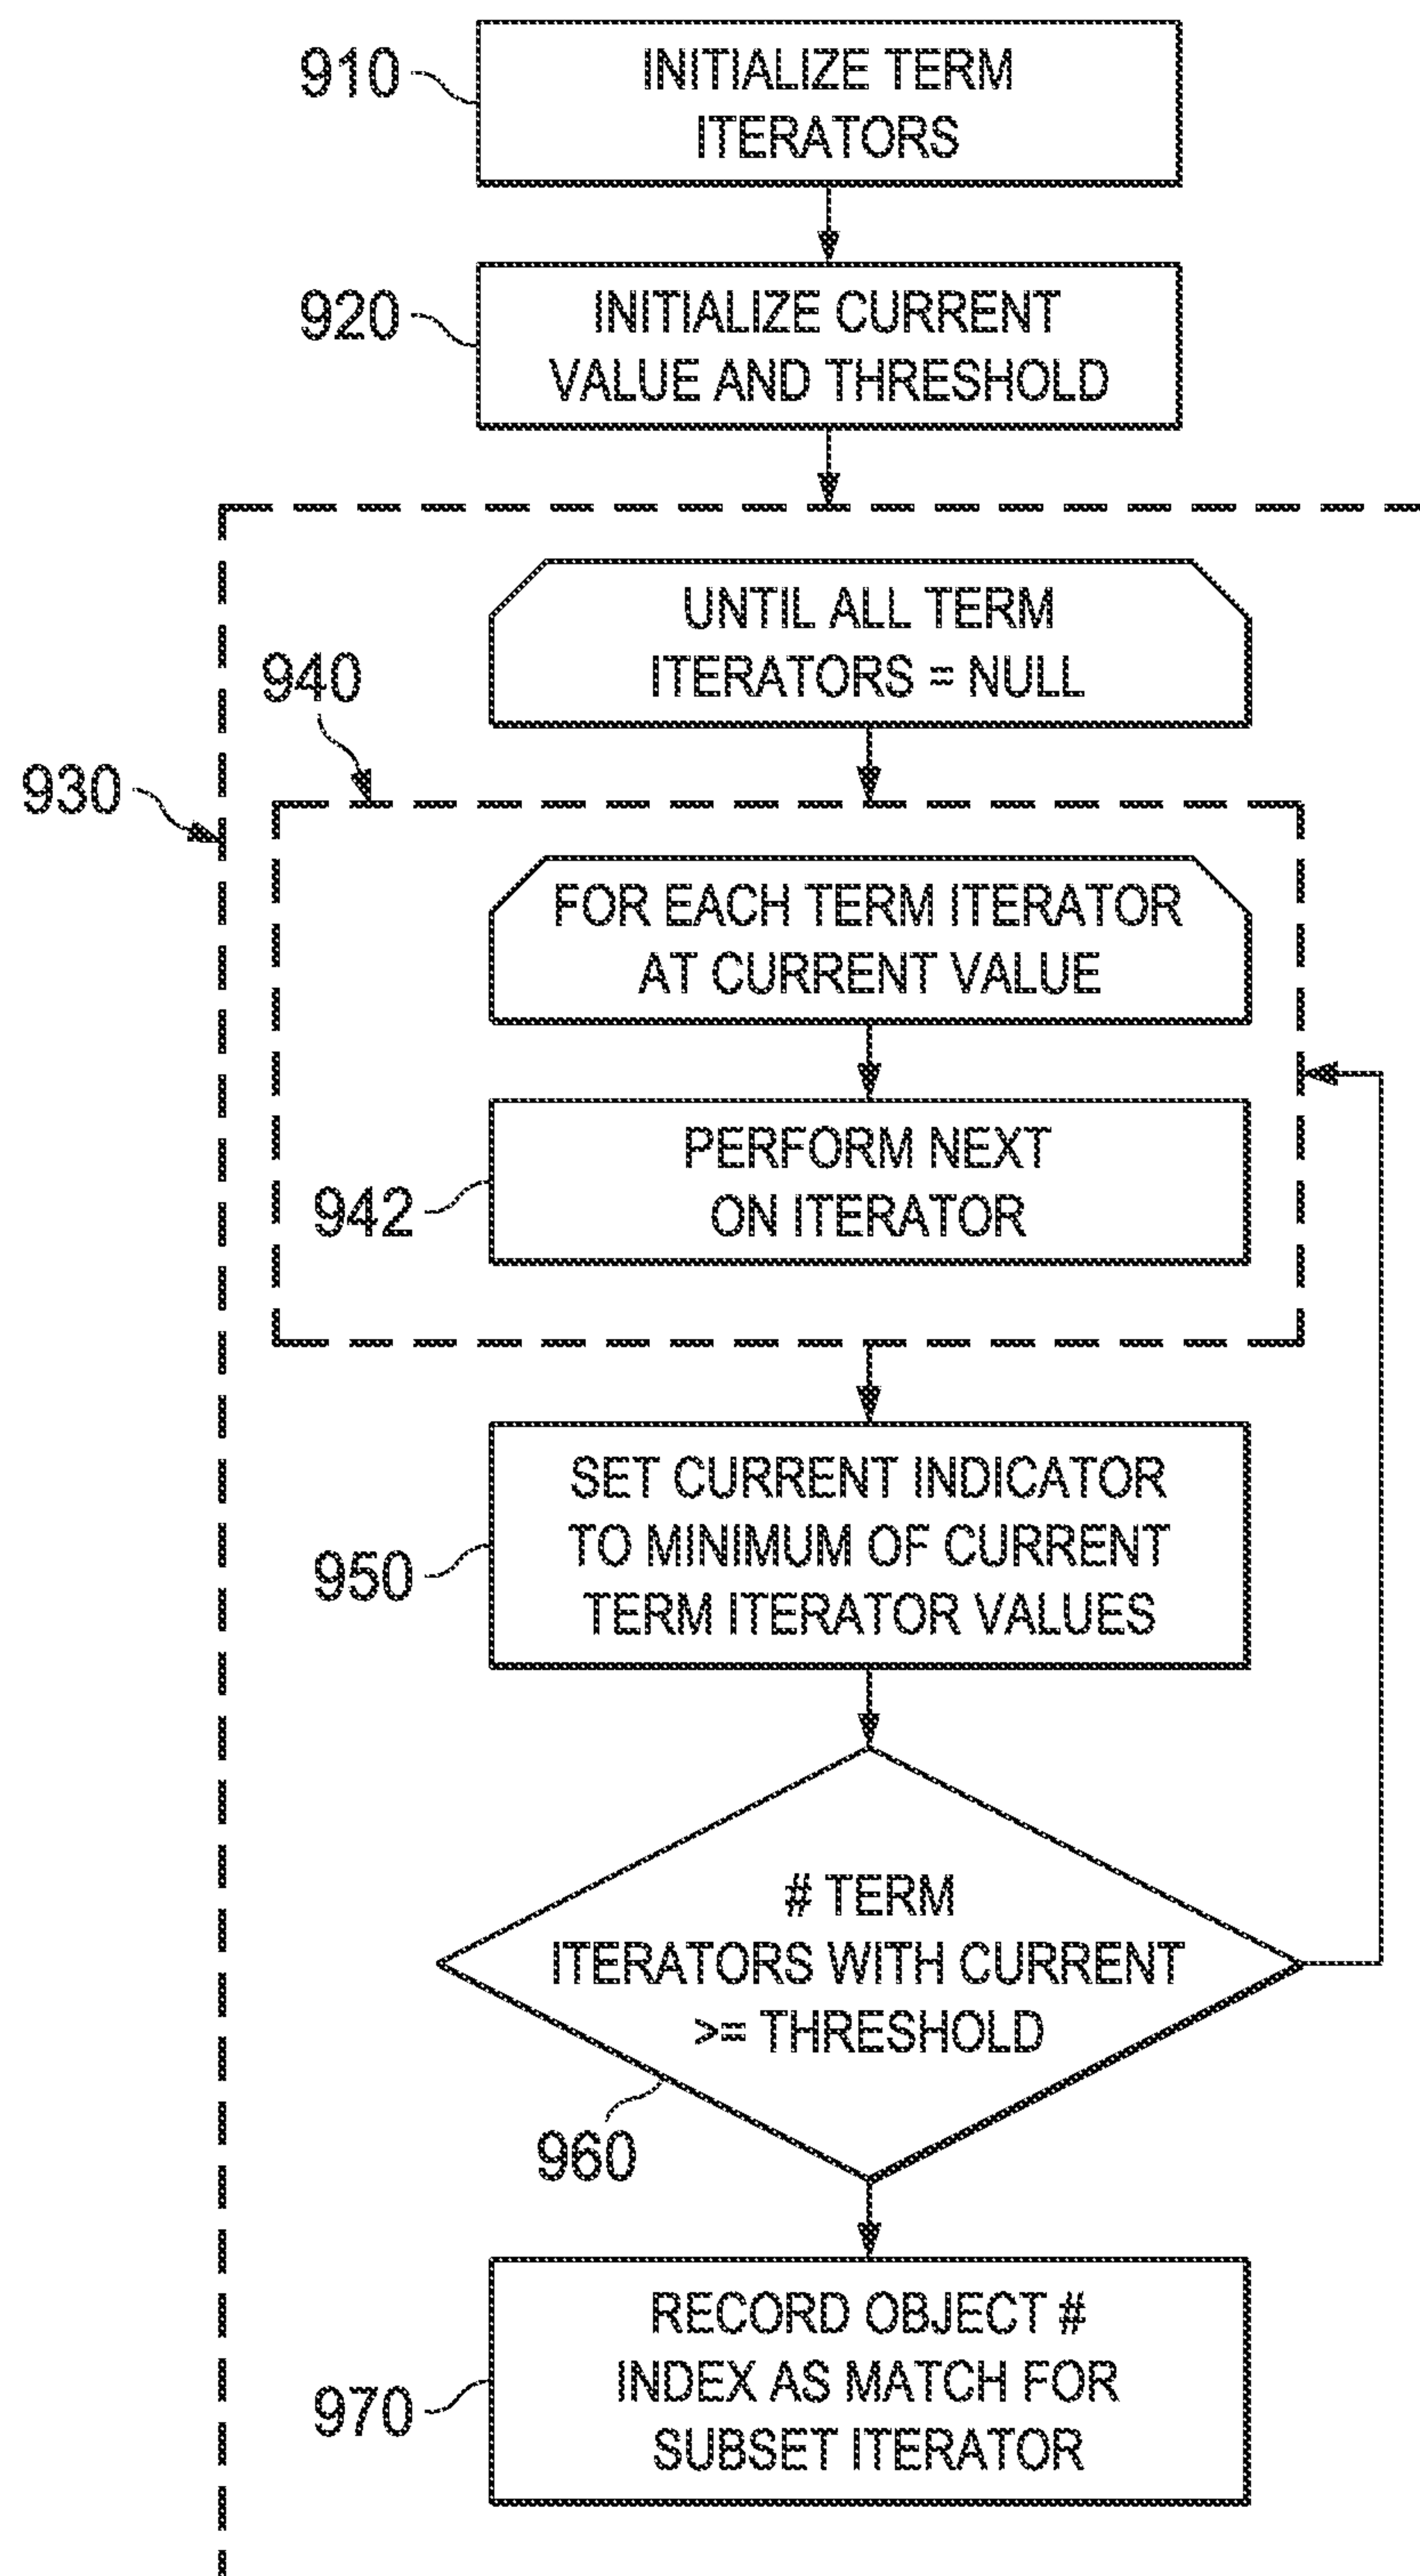 910
INITIALIZE TERM
ITERATORS
920
INITIALIZE CURRENT
VALUE AND THRESHOLD
930
UNTIL ALL TERM
ITERATORS = NULL
940
FOR EACH TERM ITERATOR
AT CURRENT VALUE
942
PERFORM NEXT
ON ITERATOR
950
SET CURRENT INDICATOR
TO MINIMUM OF CURRENT
TERM ITERATOR VALUES
# TERM
ITERATORS WITH CURRENT
>= THRESHOLD
960
970
RECORD OBJECT #
INDEX AS MATCH FOR
SUBSET ITERATOR